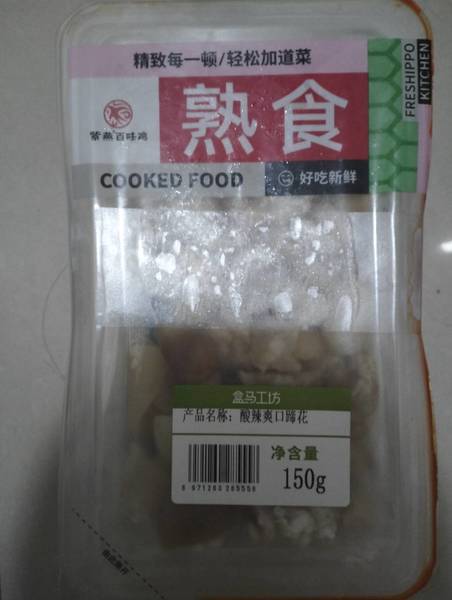 精致每一顿/轻松加道菜
FRESHIPPO
KITCHEN
紫燕百味鸡
熟食
COOKED FOOD
好吃新鲜
盒马工坊
产品名称: 酸辣爽口蹄花
净含量
150g